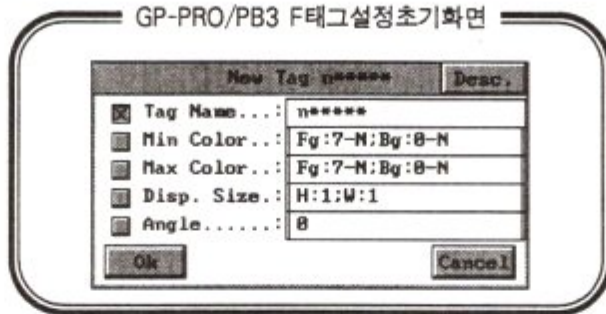 GP-PRO/PB3 F태그설정초기화면
New Tag n***** Desc.
Tag Name...: n*****
Min Color..: Fg:7-N;Bg:0-N
Max Color..: Fg:7-N;Bg:0-N
Disp. Size.: H:1;W:1
Angle......: 0
Ok Cancel